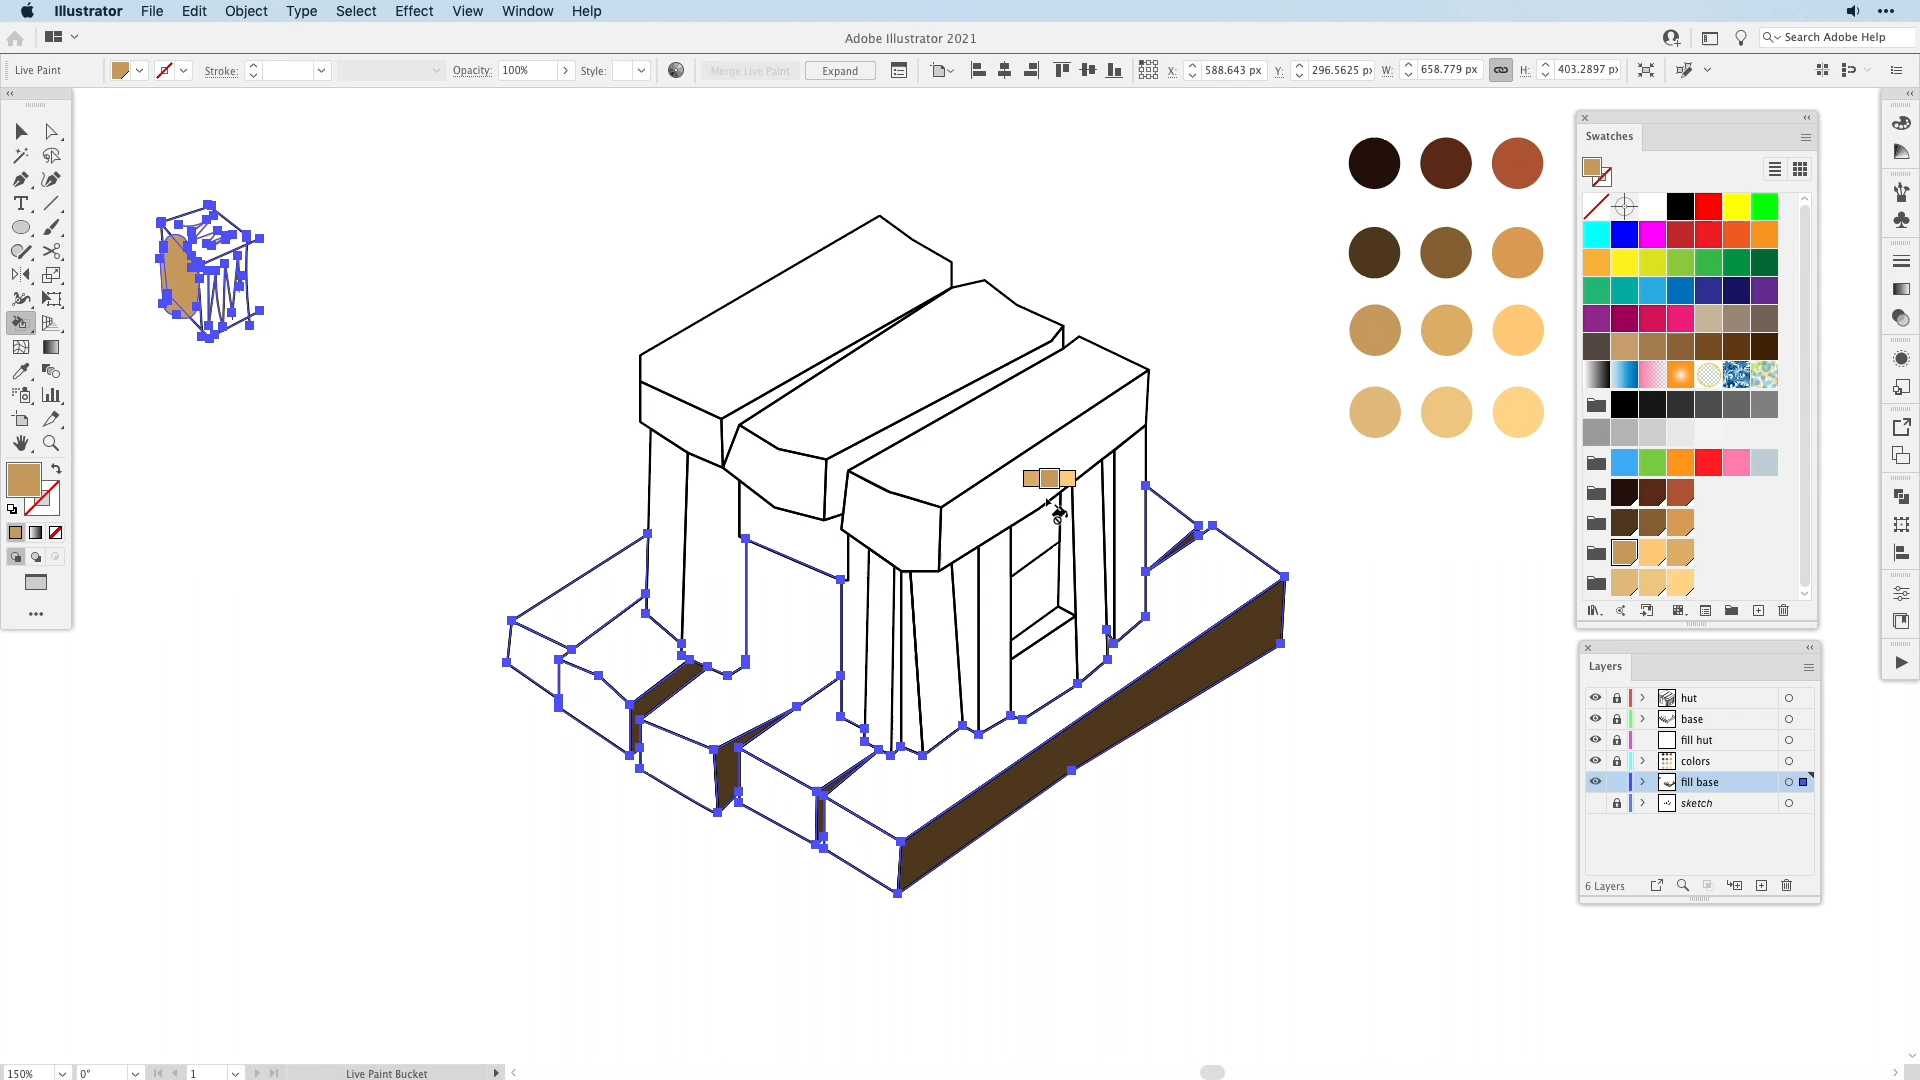 Illustrator File Edit Object Type Select Effect View Window Help
Adobe Illustrator 2021
Search Adobe Help
Live Paint Stroke: Opacity: 100% Style: Merge Live Paint Expand X: 588.643 px Y: 296.5625 px W: 658.779 px H: 403.2897 px
Swatches
Layers
hut
base
fill hut
colors
fill base
sketch
6 Layers
150% 0° 1 Live Paint Bucket